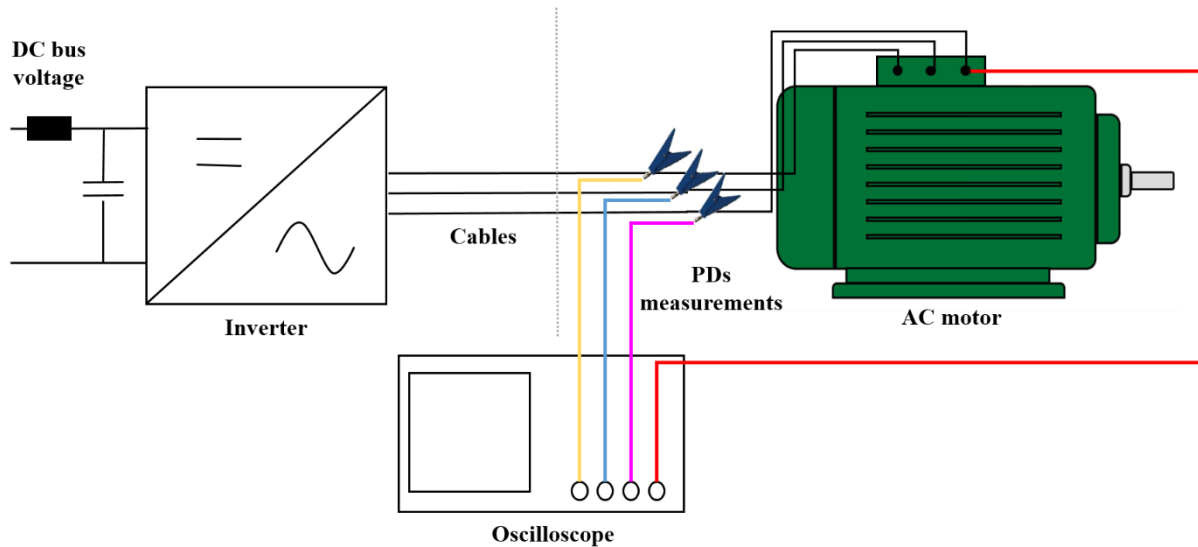 DC bus
voltage
Cables
PDs
measurements
Inverter
AC motor
Oscilloscope